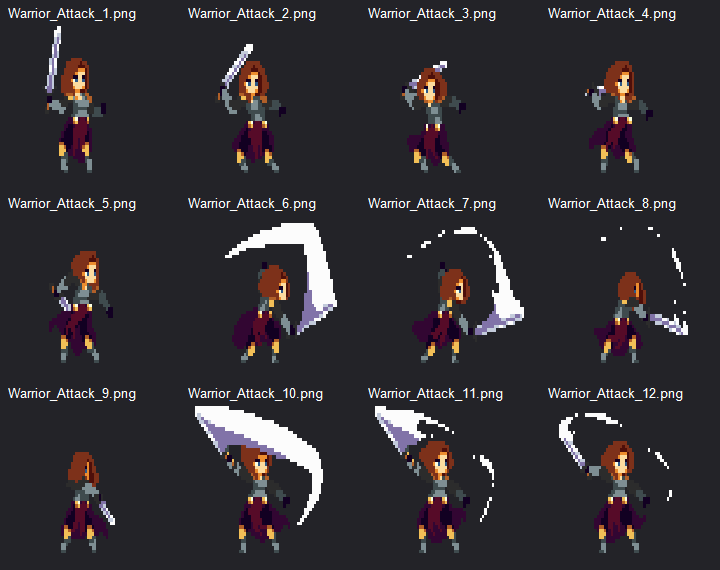 Warrior_Attack_1.png
Warrior_Attack_2.png
Warrior_Attack_3.png
Warrior_Attack_4.png
Warrior_Attack_5.png
Warrior_Attack_6.png
Warrior_Attack_7.png
Warrior_Attack_8.png
Warrior_Attack_9.png
Warrior_Attack_10.png
Warrior_Attack_11.png
Warrior_Attack_12.png